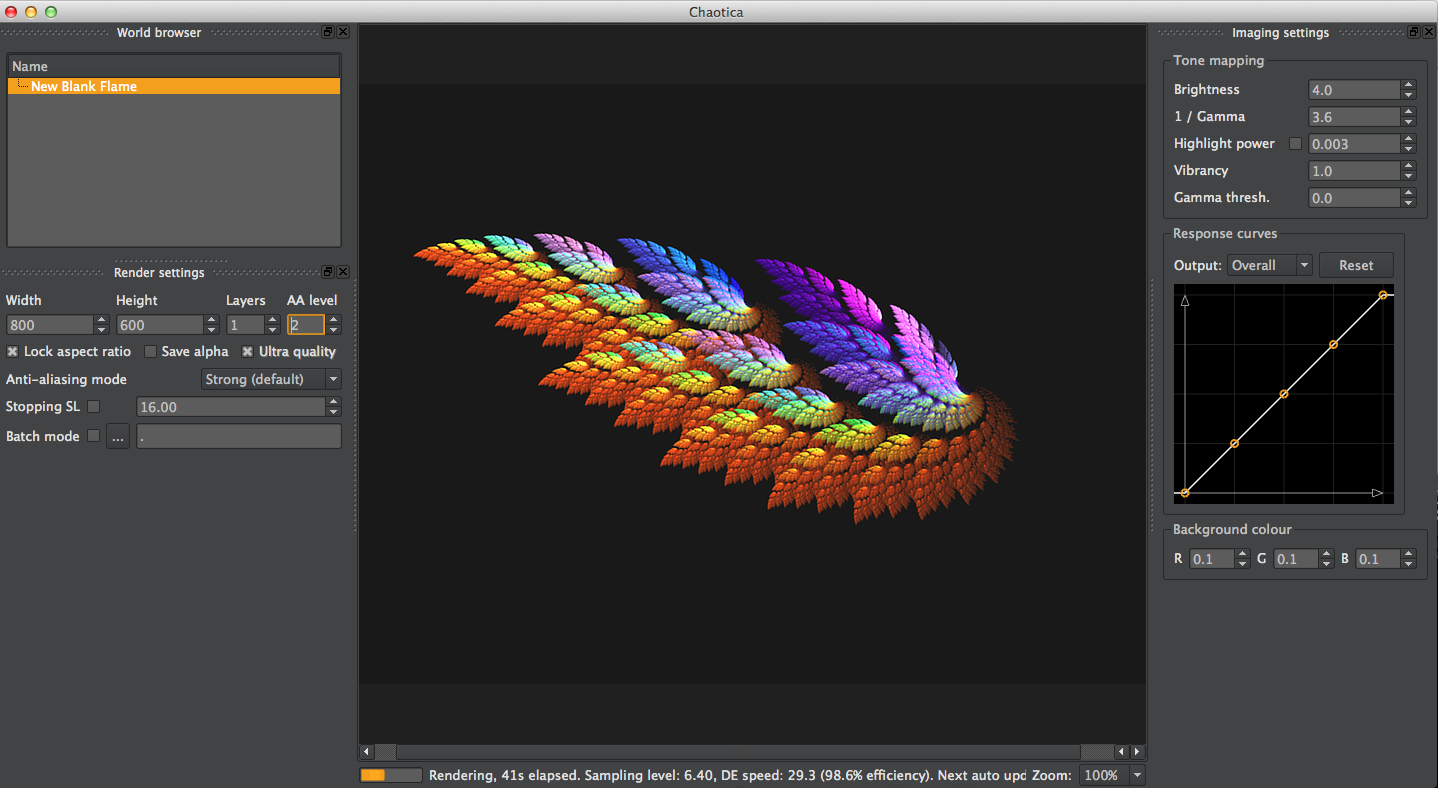 Chaotica
World browser
Name
New Blank Flame
Render settings
Width Height Layers AA level
800 600 1 2
Lock aspect ratio Save alpha Ultra quality
Anti-aliasing mode Strong (default)
Stopping SL 16.00
Batch mode ... .
Rendering, 41s elapsed. Sampling level: 6.40, DE speed: 29.3 (98.6% efficiency). Next auto upd Zoom: 100%
Imaging settings
Tone mapping
Brightness 4.0
1 / Gamma 3.6
Highlight power 0.003
Vibrancy 1.0
Gamma thresh. 0.0
Response curves
Output: Overall Reset
Background colour
R 0.1 G 0.1 B 0.1